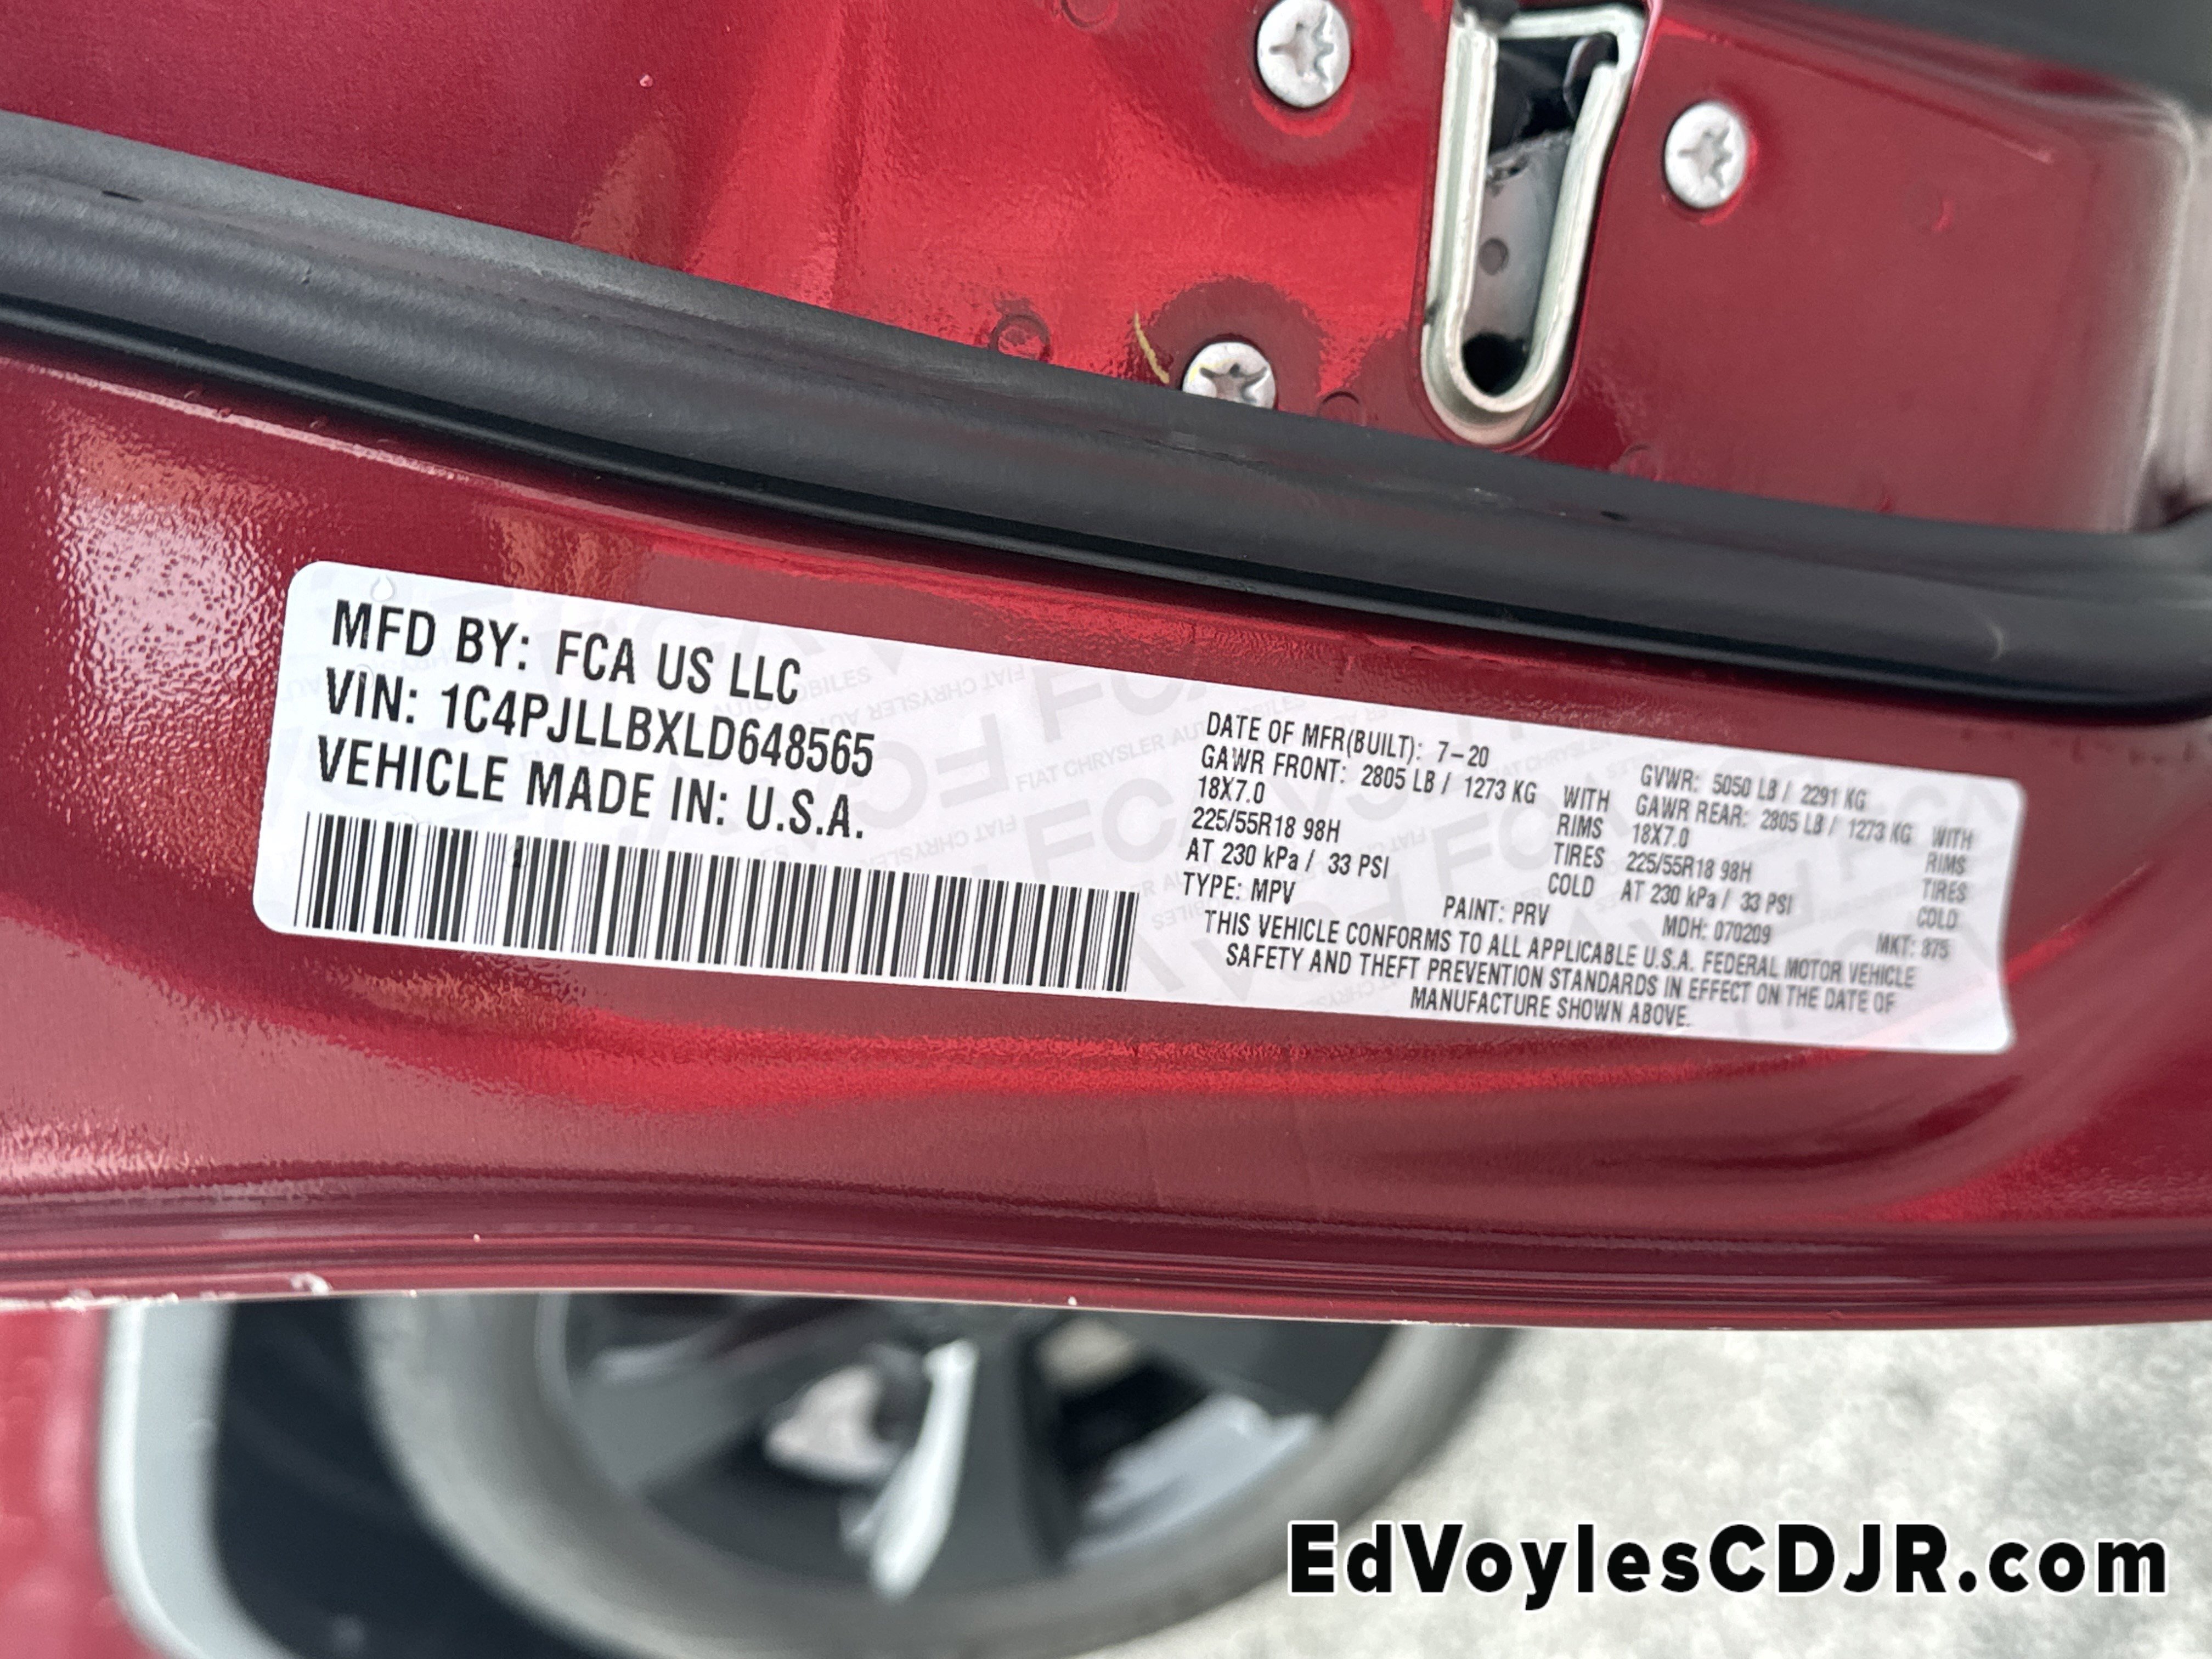 MFD BY: FCA US LLC
VIN: 1C4PJLLBXLD648565
VEHICLE MADE IN: U.S.A.
DATE OF MFR(BUILT): 7-20
GVWR: 5050 LB / 2291 KG
GAWR FRONT: 2805 LB / 1273 KG WITH
18X7.0 RIMS
225/55R18 98H TIRES
AT 230 kPa / 33 PSI COLD
GAWR REAR: 2805 LB / 1273 KG WITH
18X7.0 RIMS
225/55R18 98H TIRES
AT 230 kPa / 33 PSI COLD
TYPE: MPV PAINT: PRV MDH: 070209 MKT: 875
THIS VEHICLE CONFORMS TO ALL APPLICABLE U.S.A. FEDERAL MOTOR VEHICLE
SAFETY AND THEFT PREVENTION STANDARDS IN EFFECT ON THE DATE OF
MANUFACTURE SHOWN ABOVE.
EdVoylesCDJR.com